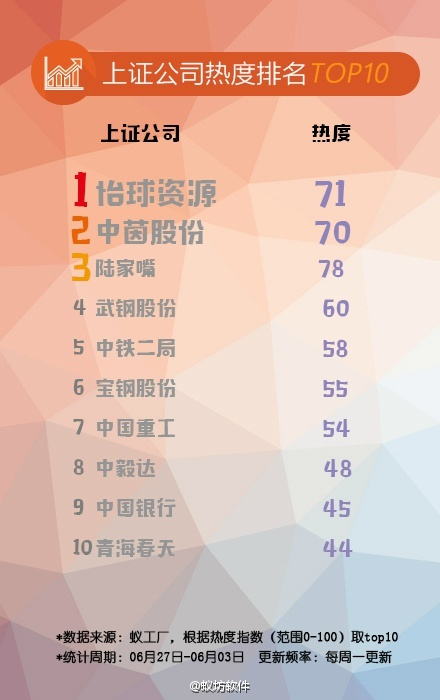 上证公司热度排名TOP10
上证公司 热度
1 怡球资源 71
2 中茵股份 70
3 陆家嘴 78
4 武钢股份 60
5 中铁二局 58
6 宝钢股份 55
7 中国重工 54
8 中毅达 48
9 中国银行 45
10 青海春天 44
*数据来源：蚁工厂，根据热度指数（范围0-100）取top10
*统计周期：06月27日-06月03日 更新频率：每周一更新
@蚁坊软件